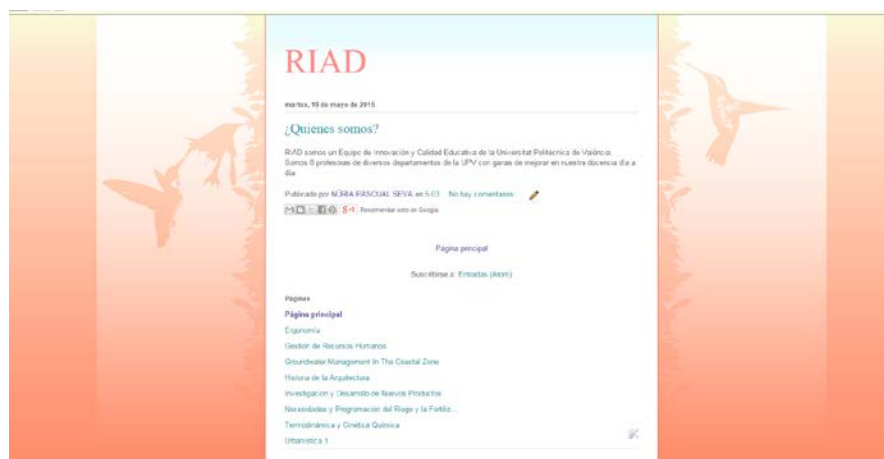 RIAD
martes, 19 de mayo de 2015
¿Quienes somos?
RIAD somos un Equipo de Innovación y Calidad Educativa de la Universitat Politècnica de València.
Somos 8 profesoras de diversos departamentos de la UPV con ganas de mejorar en nuestra docencia día a
día
Publicado por NÚRIA PASCUAL SEVA en 5:03 No hay comentarios:
G+1 Recomendar esto en Google
Página principal
Suscribirse a: Entradas (Atom)
Páginas
Página principal
Ergonomía
Gestión de Recursos Humanos
Groundwater Management In The Coastal Zone
Historia de la Arquitectura
Investigación y Desarrollo de Nuevos Productos
Necesidades y Programación del Riego y la Fertiliz...
Termodinámica y Cinética Química
Urbanística 1